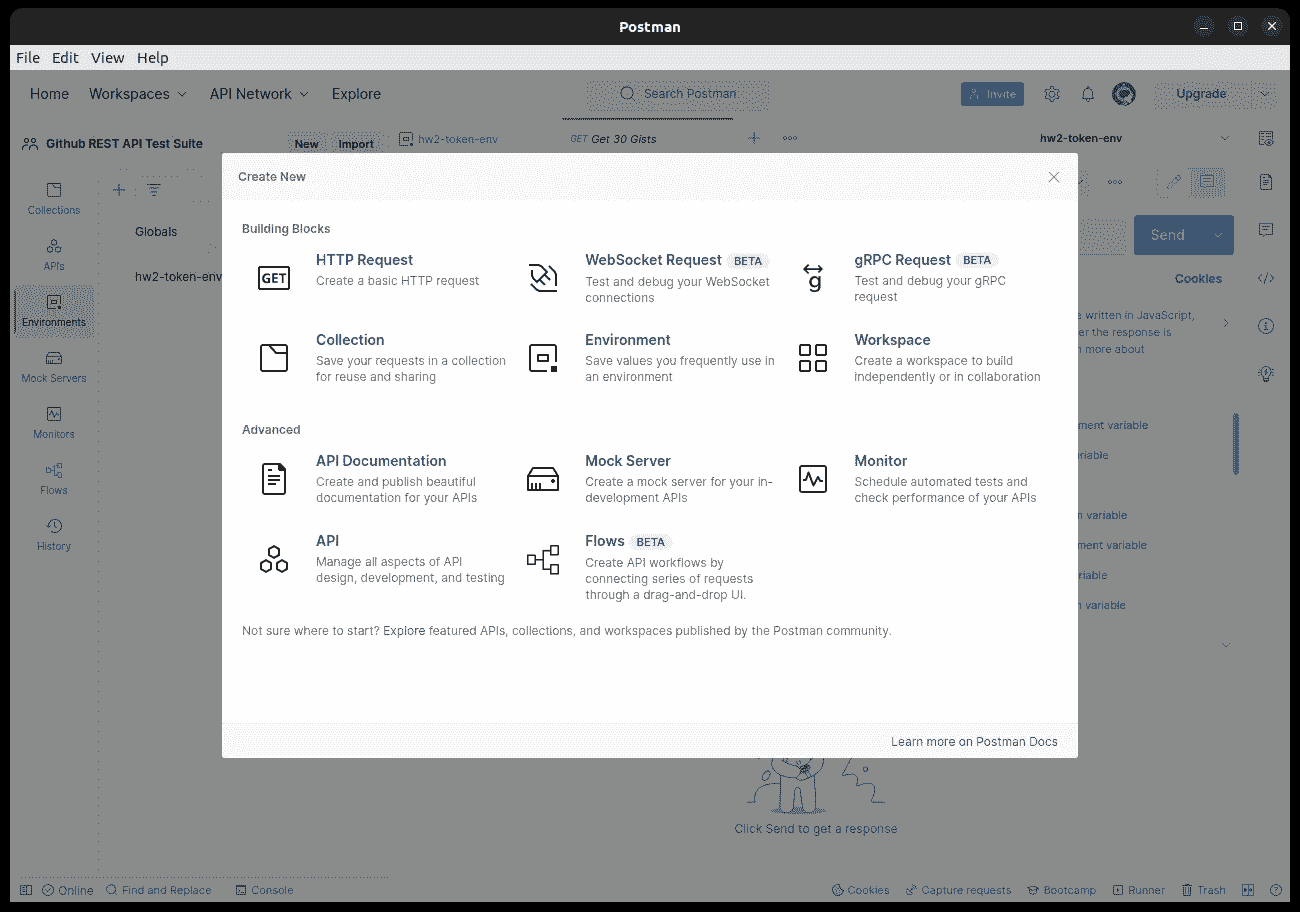 Postman
File Edit View Help
Home Workspaces API Network Explore Search Postman Invite Upgrade
Github REST API Test Suite New Import hw2-token-env GET Get 30 Gists hw2-token-env
Create New
Collections
APIs
Environments
Mock Servers
Monitors
Flows
History
Globals
hw2-token-env
Building Blocks
GET HTTP Request
Create a basic HTTP request
WebSocket Request BETA
Test and debug your WebSocket
connections
gRPC Request BETA
Test and debug your gRPC
request
Collection
Save your requests in a collection
for reuse and sharing
Environment
Save values you frequently use in
an environment
Workspace
Create a workspace to build
independently or in collaboration
Advanced
API Documentation
Create and publish beautiful
documentation for your APIs
Mock Server
Create a mock server for your in-
development APIs
Monitor
Schedule automated tests and
check performance of your APIs
API
Manage all aspects of API
design, development, and testing
Flows BETA
Create API workflows by
connecting series of requests
through a drag-and-drop UI.
Not sure where to start? Explore featured APIs, collections, and workspaces published by the Postman community.
Learn more on Postman Docs
Send
Cookies
written in JavaScript,
the response is
more about
variable
variable
variable
variable
Click Send to get a response
Online Find and Replace Console Cookies Capture requests Bootcamp Runner Trash